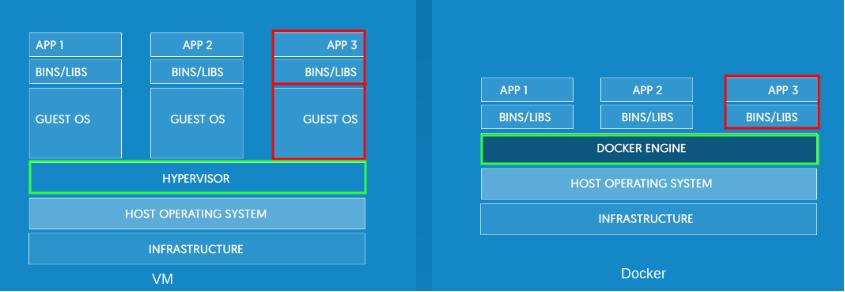 APP 1 APP 2 APP 3
BINS/LIBS BINS/LIBS BINS/LIBS
GUEST OS GUEST OS GUEST OS
HYPERVISOR
HOST OPERATING SYSTEM
INFRASTRUCTURE
VM
APP 1 APP 2 APP 3
BINS/LIBS BINS/LIBS BINS/LIBS
DOCKER ENGINE
HOST OPERATING SYSTEM
INFRASTRUCTURE
Docker